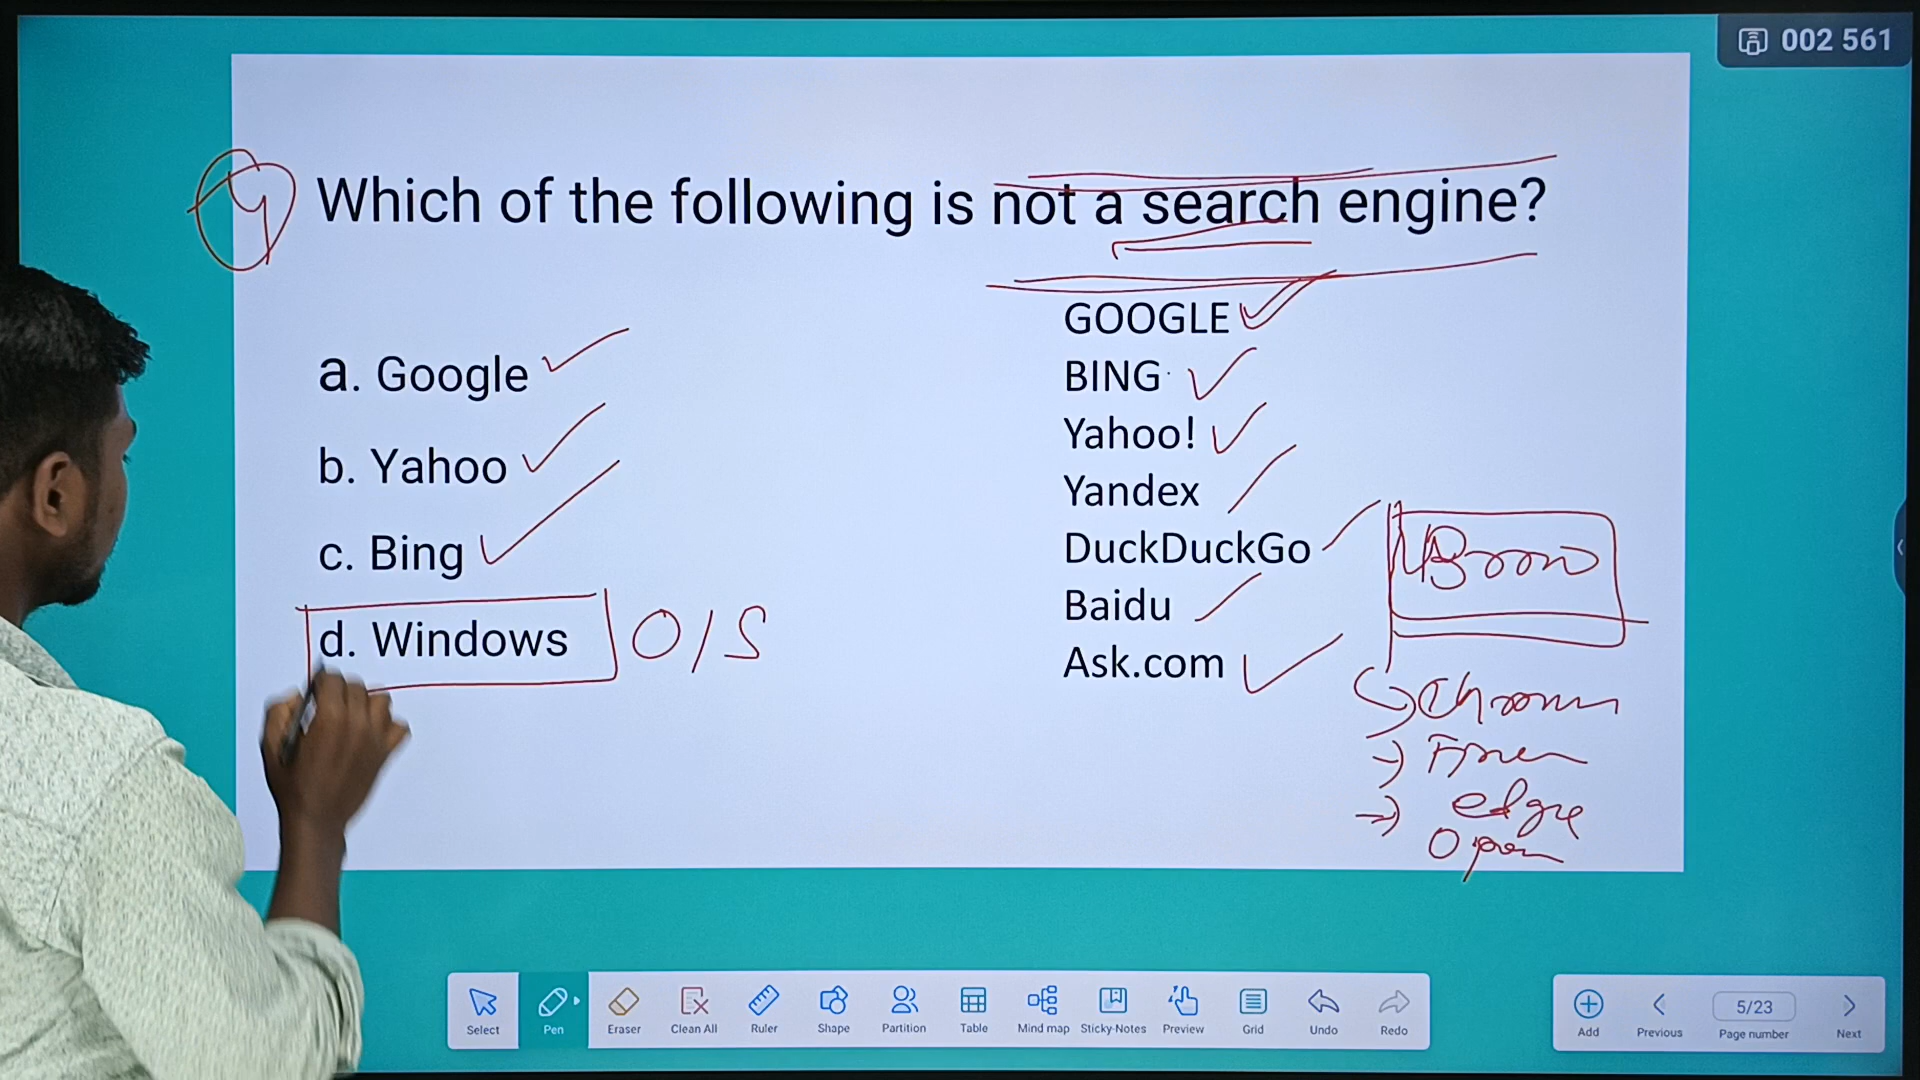 002 561
Which of the following is not a search engine?
a. Google
b. Yahoo
c. Bing
d. Windows O/S
GOOGLE
BING
Yahoo!
Yandex
DuckDuckGo
Baidu
Ask.com
edge
Select
Pen
Eraser
Clean All
Ruler
Shape
Partition
Table
Mind map
Sticky-Notes
Preview
Grid
Undo
Redo
Add
Previous
5/23
Page number
Next